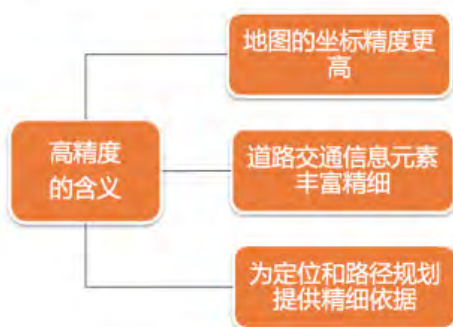 地图的坐标精度更
高
高精度
的含义
道路交通信息元素
丰富精细
为定位和路径规划
提供精细依据